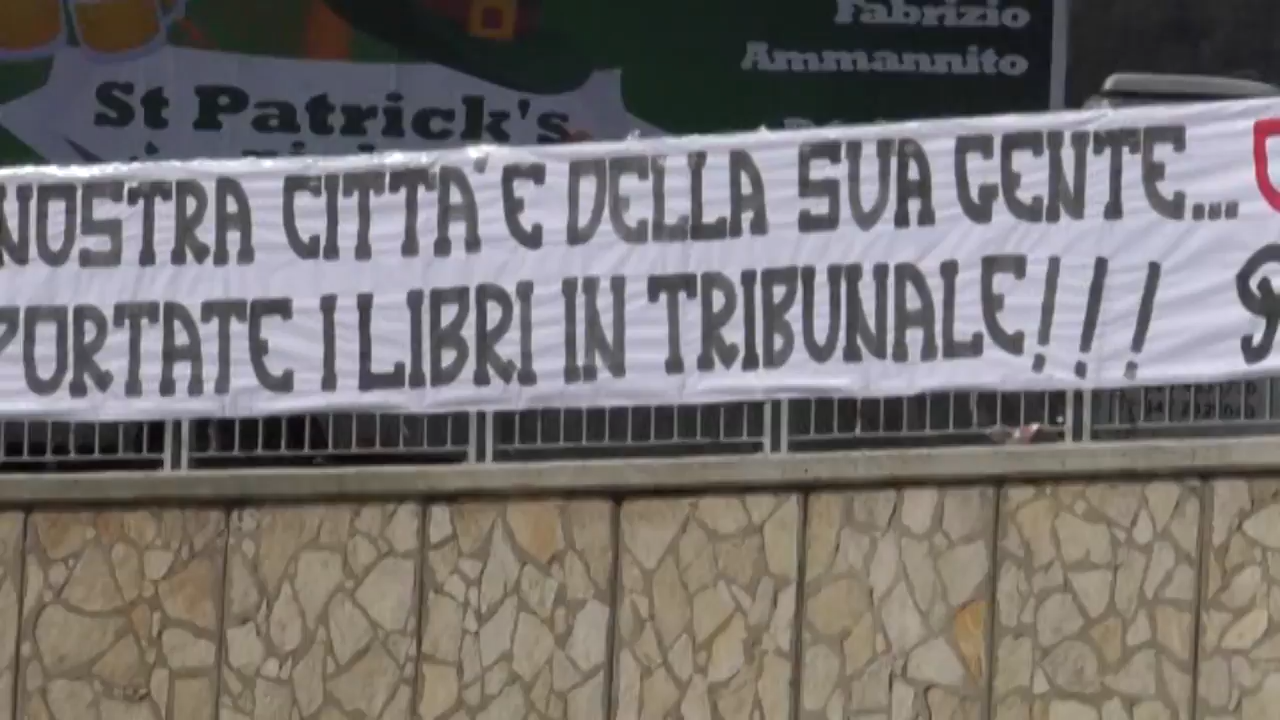 Fabrizio
Ammannito
St Patrick's
NOSTRA CITTA' E DELLA SUA GENTE...
PORTATE I LIBRI IN TRIBUNALE!!!